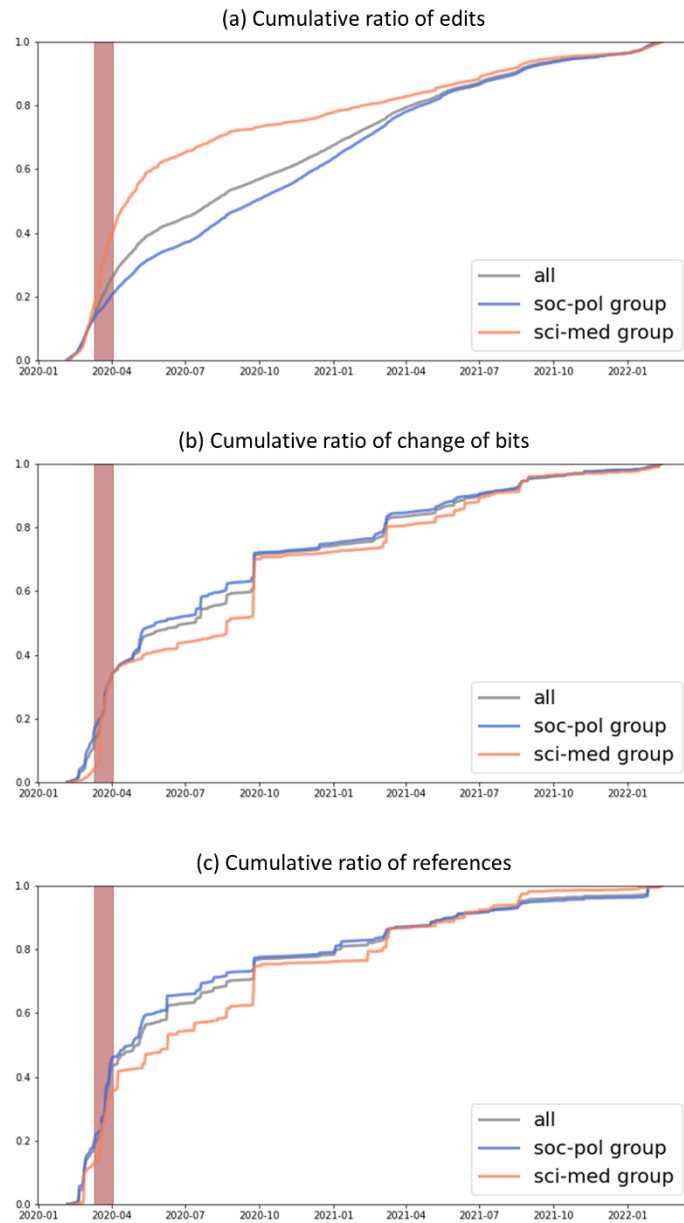 (a) Cumulative ratio of edits
1.0
0.8
0.6
0.4
0.2
0.0
2020-01 2020-04 2020-07 2020-10 2021-01 2021-04 2021-07 2021-10 2022-01
all
soc-pol group
sci-med group
(b) Cumulative ratio of change of bits
1.0
0.8
0.6
0.4
0.2
0.0
2020-01 2020-04 2020-07 2020-10 2021-01 2021-04 2021-07 2021-10 2022-01
all
soc-pol group
sci-med group
(c) Cumulative ratio of references
1.0
0.8
0.6
0.4
0.2
0.0
2020-01 2020-04 2020-07 2020-10 2021-01 2021-04 2021-07 2021-10 2022-01
all
soc-pol group
sci-med group